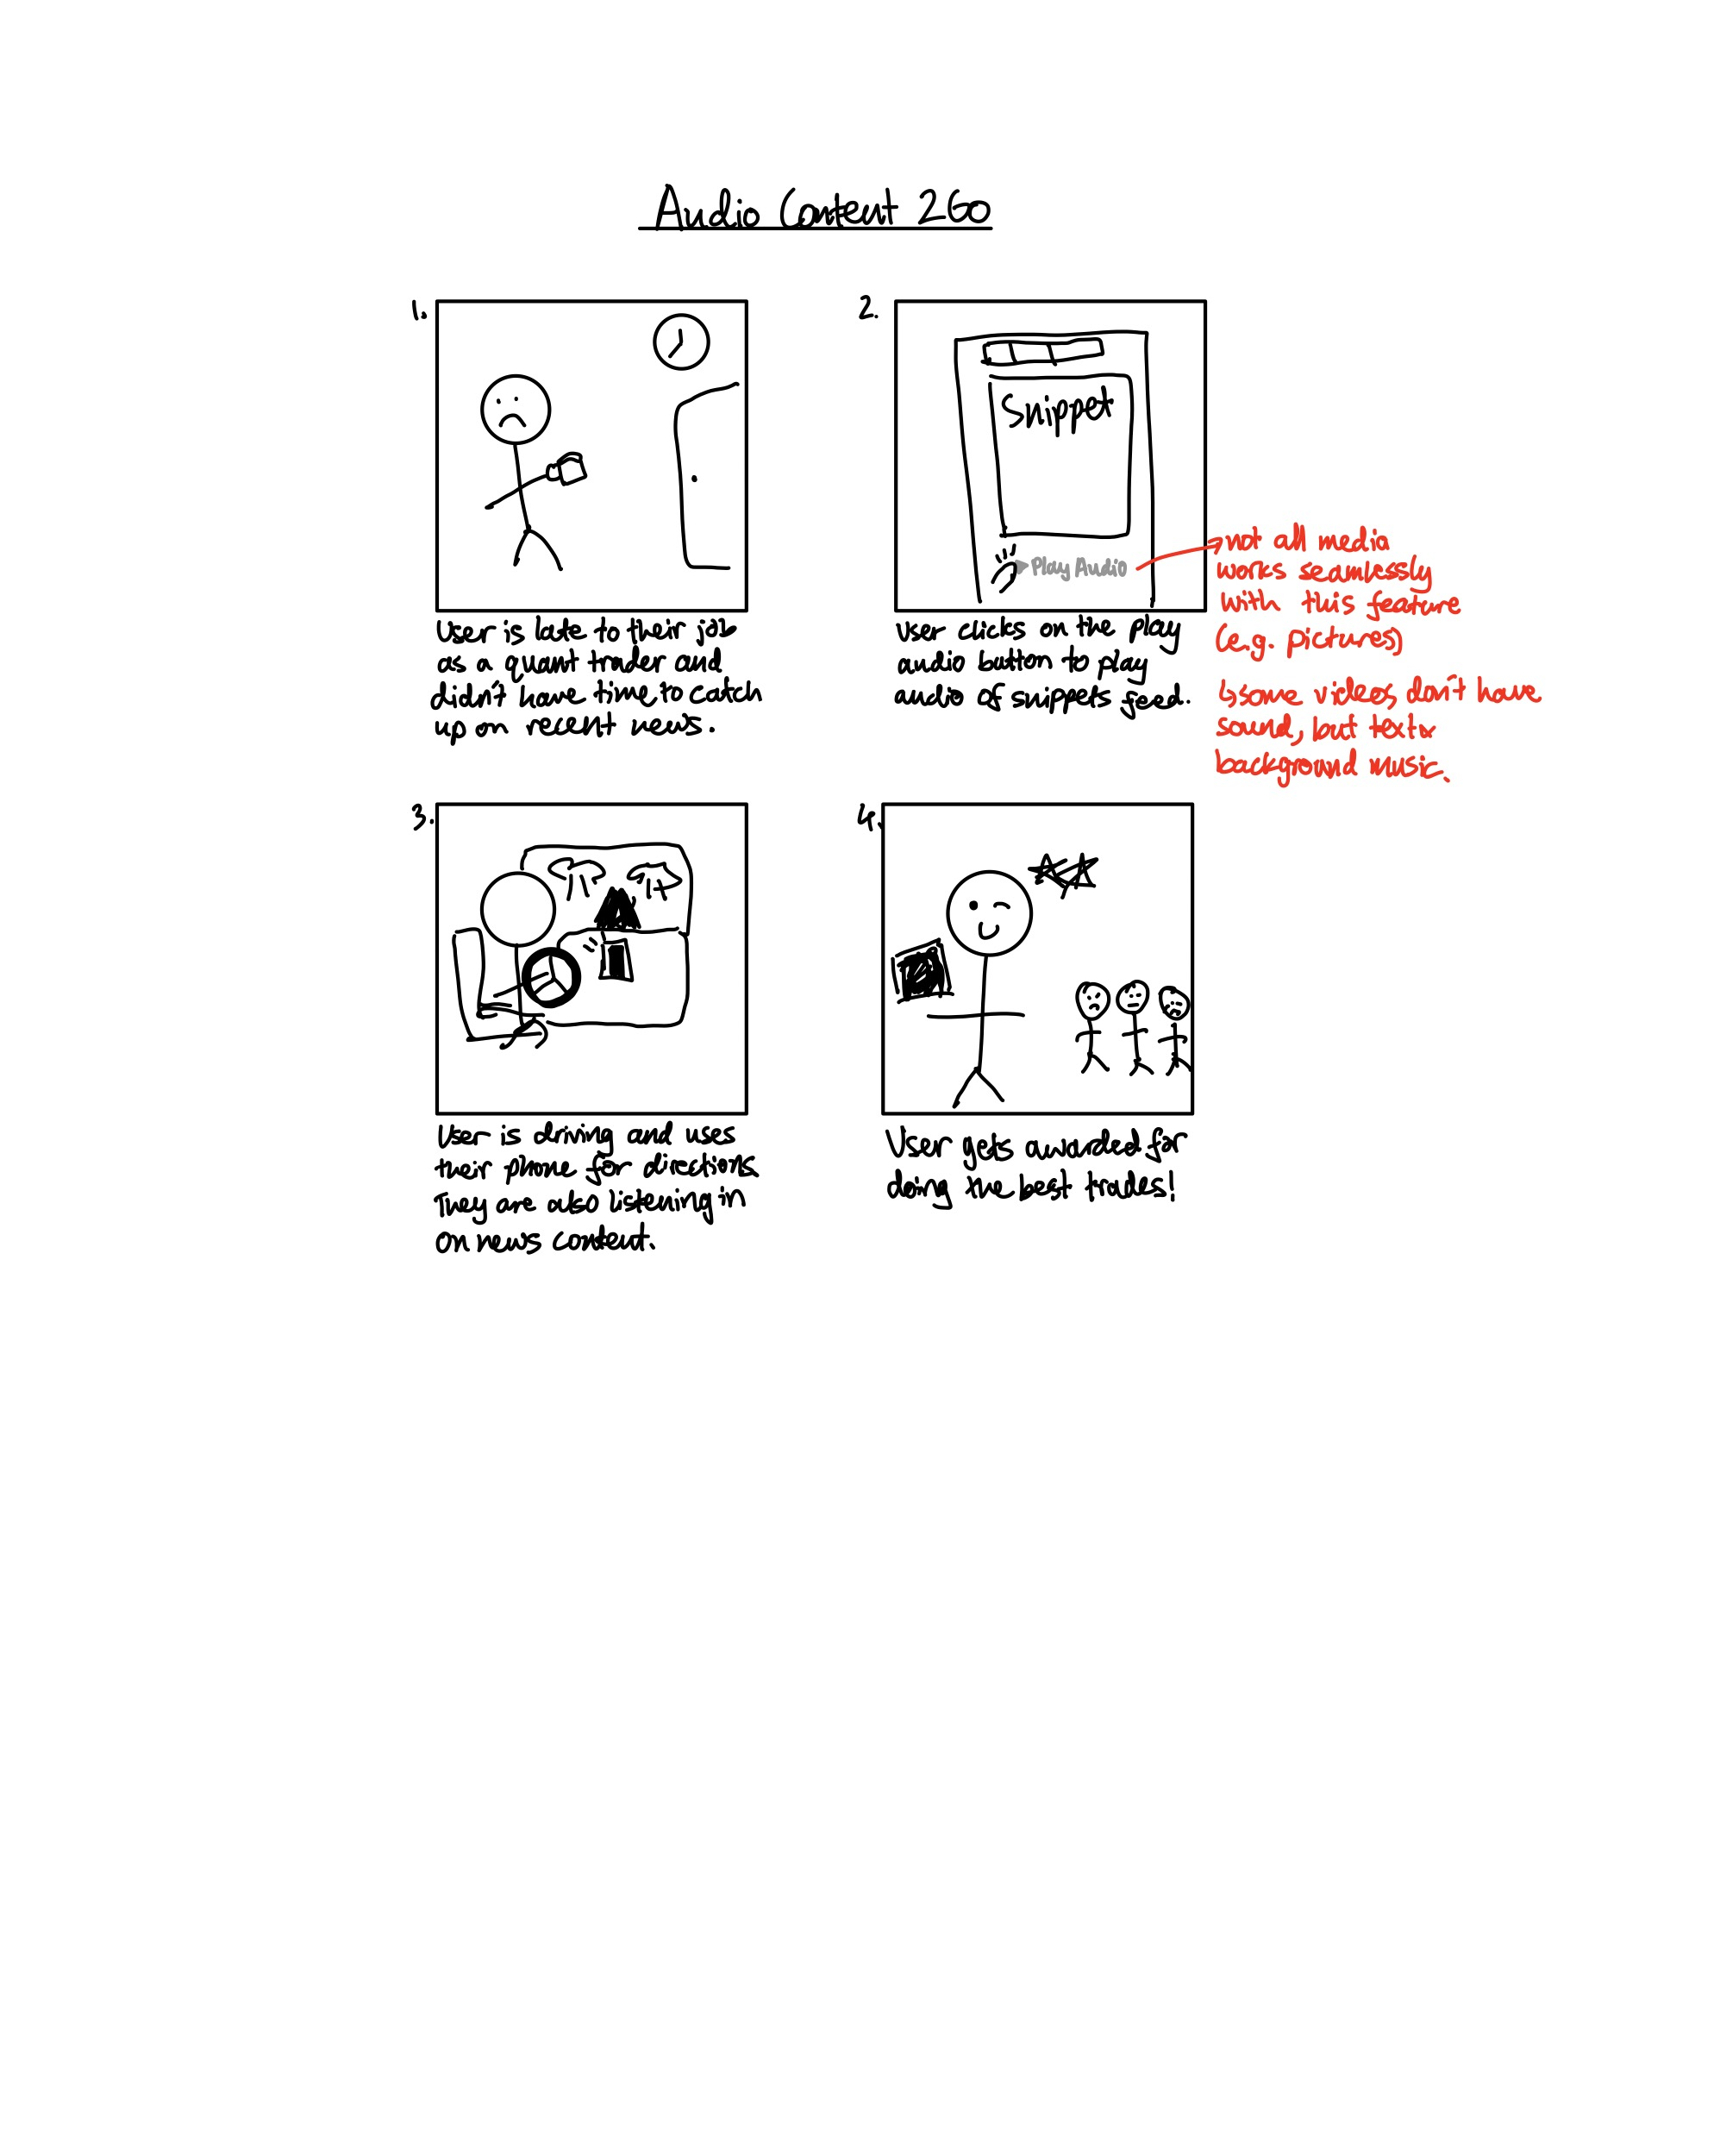 Audio Content 2GO
1.
User is late to their job
as a quant trader and
didn't have time to catch
up on recent news.
2.
Snippet
Play Audio
User clicks on the play
audio button to play
audio of snippets feed.
not all media
works seamlessly
with this feature
(e.g. pictures)
↳ some videos don't have
sound, but text x
background music.
3.
User is driving and uses
their phone for directions
They are also listening in
on news content.
4.
User gets awarded for
doing the best trades!